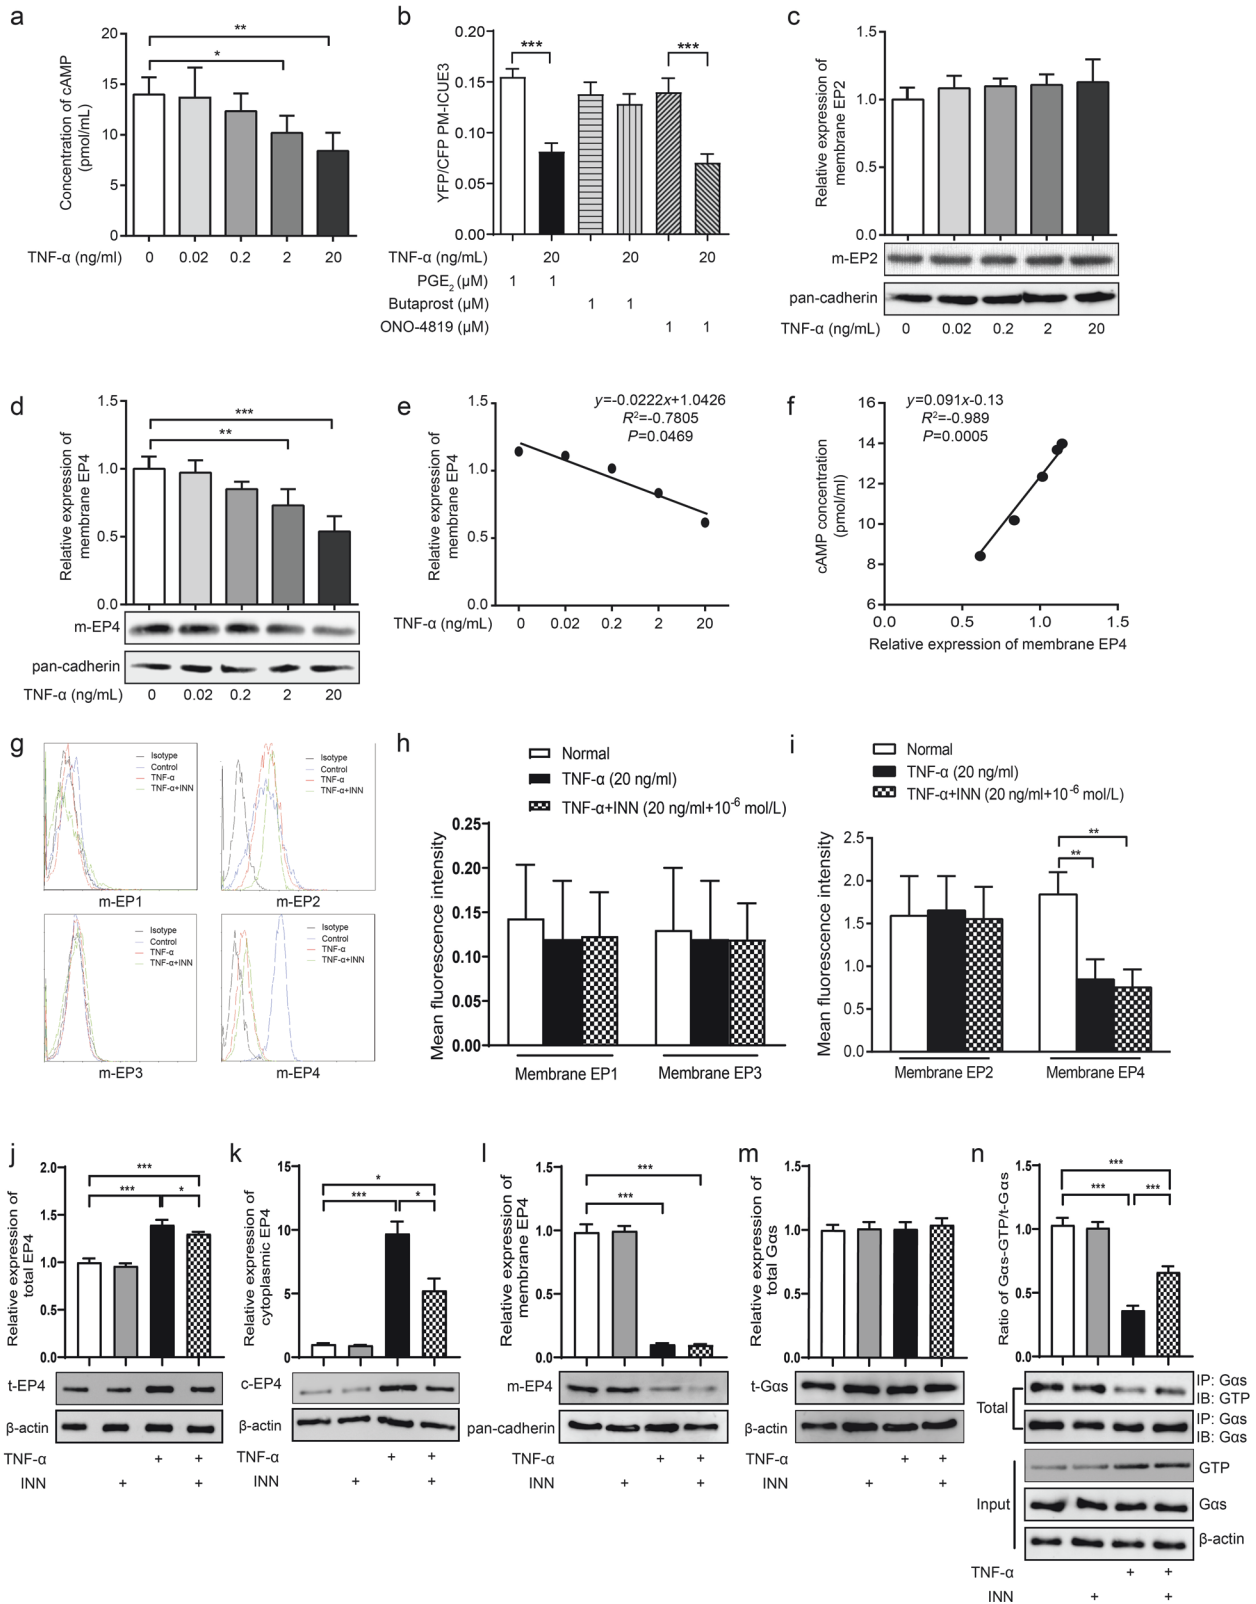 a
20
15
10
5
0
Concentration of cAMP
(pmol/mL)
**
*
TNF-α (ng/ml) 0 0.02 0.2 2 20
b
0.20
0.15
0.10
0.05
0.00
YFP/CFP PM-ICUE3
*** ***
TNF-α (ng/mL) 20 20 20
PGE2 (μM) 1 1
Butaprost (μM) 1 1
ONO-4819 (μM) 1 1
c
1.5
1.0
0.5
0.0
Relative expression of
membrane EP2
m-EP2
pan-cadherin
TNF-α (ng/mL) 0 0.02 0.2 2 20
d
1.5
1.0
0.5
0.0
Relative expression of
membrane EP4
***
**
m-EP4
pan-cadherin
TNF-α (ng/mL) 0 0.02 0.2 2 20
e
1.5
1.0
0.5
0.0
Relative expression of
membrane EP4
y=-0.0222x+1.0426
R2=-0.7805
P=0.0469
TNF-α (ng/mL) 0 0.02 0.2 2 20
f
16
14
12
10
8
6
cAMP concentration
(pmol/ml)
y=0.091x-0.13
R2=-0.989
P=0.0005
0.0 0.5 1.0 1.5
Relative expression of membrane EP4
g
Isotype
Control
TNF-α
TNF-α+INN
m-EP1
Isotype
Control
TNF-α
TNF-α+INN
m-EP2
Isotype
Control
TNF-α
TNF-α+INN
m-EP3
Isotype
Control
TNF-α
TNF-α+INN
m-EP4
h
Normal
TNF-α (20 ng/ml)
TNF-α+INN (20 ng/ml+10-6 mol/L)
0.25
0.20
0.15
0.10
0.05
0.00
Mean fluorescence intensity
Membrane EP1 Membrane EP3
i
Normal
TNF-α (20 ng/ml)
TNF-α+INN (20 ng/ml+10-6 mol/L)
2.5
2.0
1.5
1.0
0.5
0.0
Mean fluorescence intensity
**
**
Membrane EP2 Membrane EP4
j
2.0
1.5
1.0
0.5
0.0
Relative expression of
total EP4
***
*** *
t-EP4
β-actin
TNF-α + +
INN + +
k
15
10
5
0
Relative expression of
cytoplasmic EP4
*
*** *
c-EP4
β-actin
TNF-α + +
INN + +
l
1.5
1.0
0.5
0.0
Relative expression of
membrane EP4
***
***
m-EP4
pan-cadherin
TNF-α + +
INN + +
m
1.5
1.0
0.5
0.0
Relative expression of
total Gαs
t-Gαs
β-actin
TNF-α + +
INN + +
n
1.5
1.0
0.5
0.0
Ratio of Gαs-GTP/t-Gαs
***
*** ***
Total
IP: Gαs
IB: GTP
IP: Gαs
IB: Gαs
Input
GTP
Gαs
β-actin
TNF-α + +
INN + +